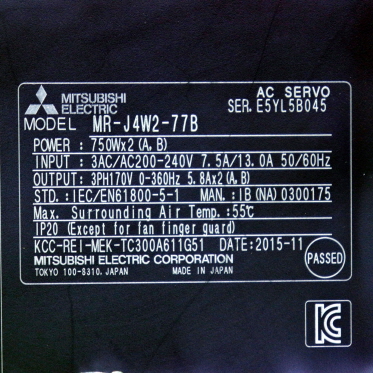 MITSUBISHI
ELECTRIC
AC SERVO
SER. E5YL5B045
MODEL MR-J4W2-77B
POWER : 750Wx2 (A, B)
INPUT : 3AC/AC200-240V 7.5A/13.0A 50/60Hz
OUTPUT: 3PH170V 0-360Hz 5.8Ax2 (A, B)
STD. : IEC/EN61800-5-1 MAN. : IB (NA) 0300175
Max. Surrounding Air Temp. :55℃
IP20 (Except for fan finger guard)
KCC-REI-MEK-TC300A611G51 DATE:2015-11
MITSUBISHI ELECTRIC CORPORATION
TOKYO 100-8310, JAPAN MADE IN JAPAN
PASSED